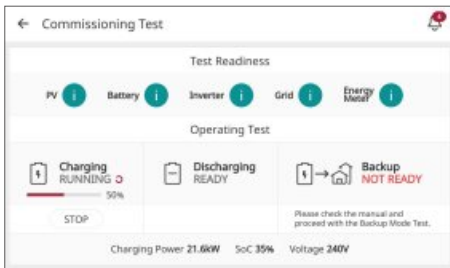 ← Commissioning Test
4
Test Readiness
PV i Battery i Inverter i Grid i Energy Meter i
Operating Test
Charging
RUNNING
50%
STOP
Discharging
READY
Backup
NOT READY
Please check the manual and
proceed with the Backup Mode Test.
Charging Power 21.6kW SoC 35% Voltage 240V